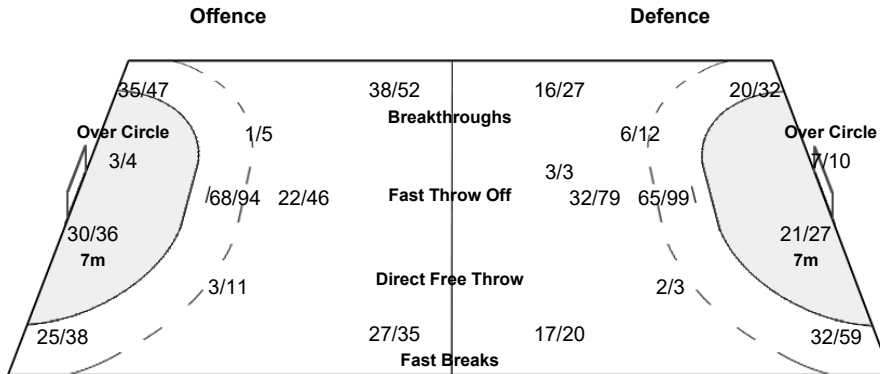 Offence Defence
35/47 38/52 16/27 20/32
Breakthroughs
Over Circle 1/5 6/12 Over Circle
3/4 3/3 7/10
68/94 22/46 Fast Throw Off 32/79 65/99
30/36 21/27
7m 7m
3/11 Direct Free Throw 2/3
25/38 27/35 17/20 32/59
Fast Breaks